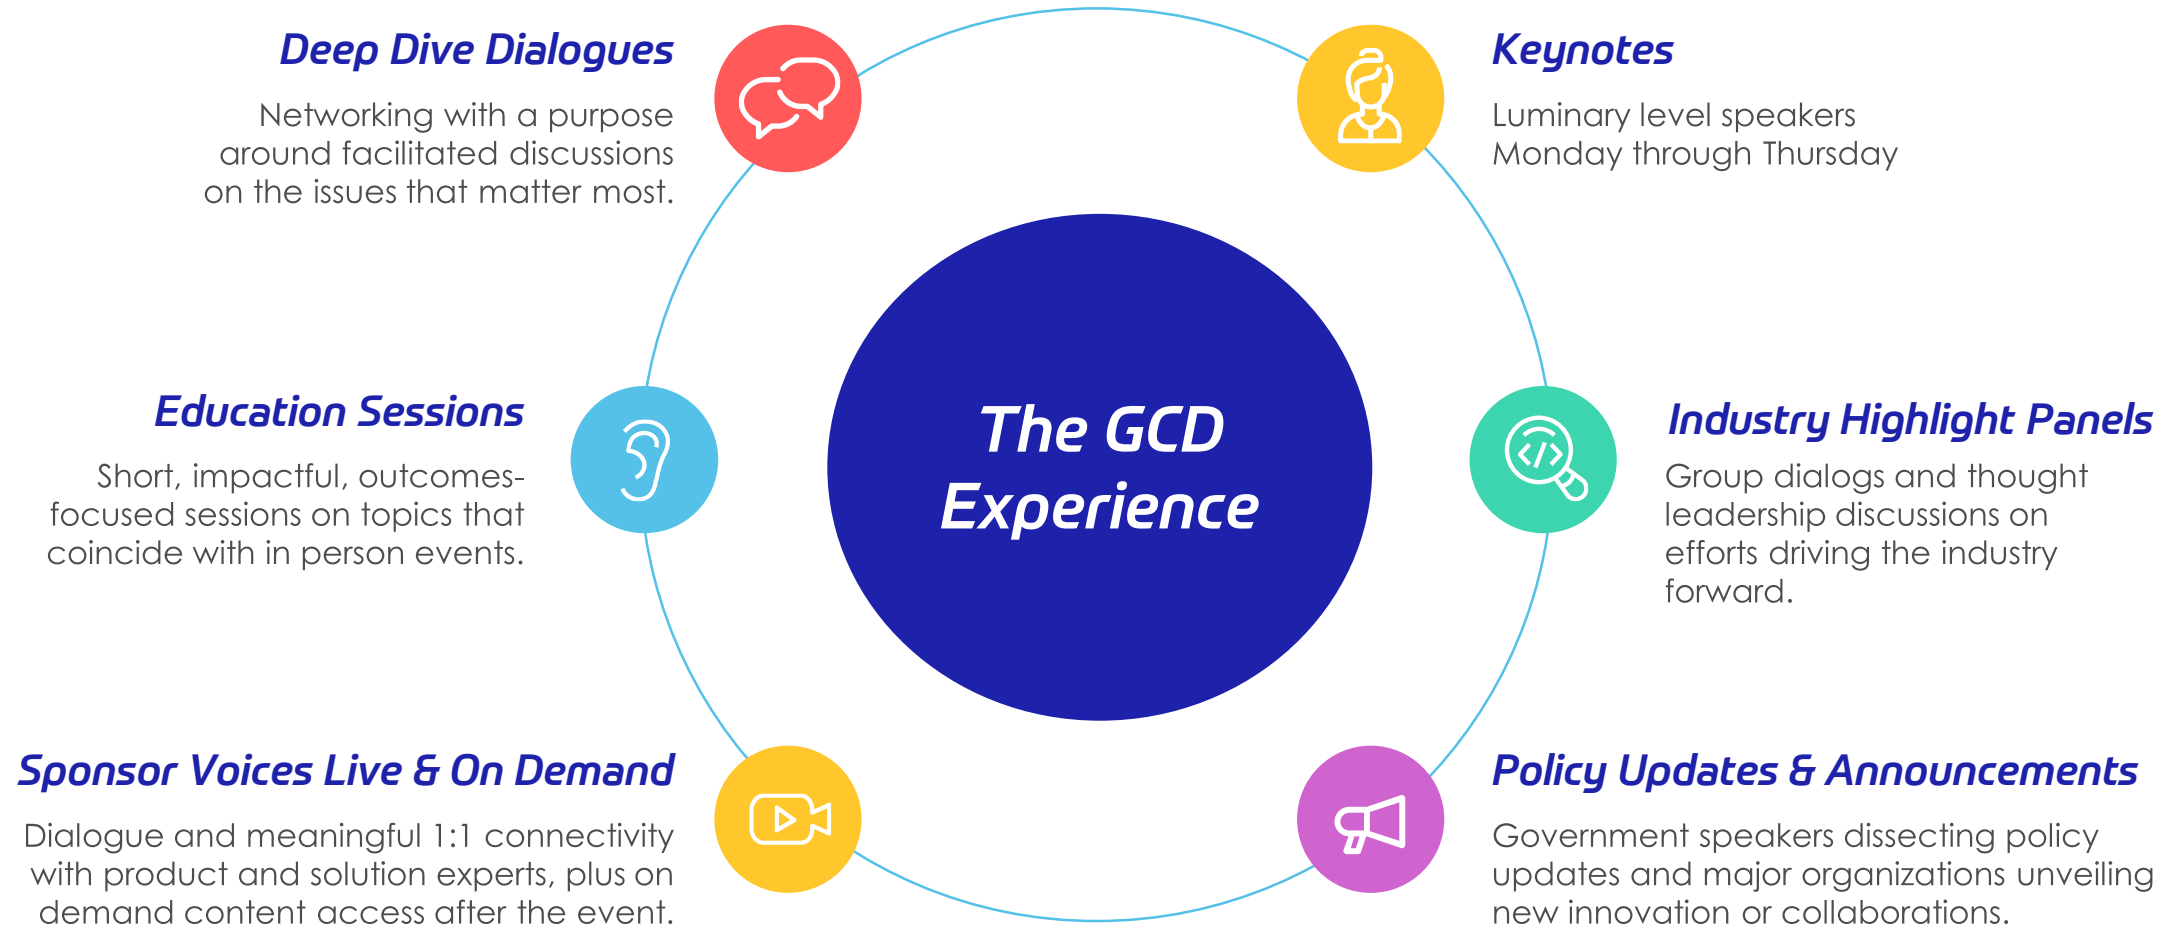 Deep Dive Dialogues
Networking with a purpose
around facilitated discussions
on the issues that matter most.
Keynotes
Luminary level speakers
Monday through Thursday
Education Sessions
Short, impactful, outcomes-
focused sessions on topics that
coincide with in person events.
The GCD
Experience
Industry Highlight Panels
Group dialogs and thought
leadership discussions on
efforts driving the industry
forward.
Sponsor Voices Live & On Demand
Dialogue and meaningful 1:1 connectivity
with product and solution experts, plus on
demand content access after the event.
Policy Updates & Announcements
Government speakers dissecting policy
updates and major organizations unveiling
new innovation or collaborations.